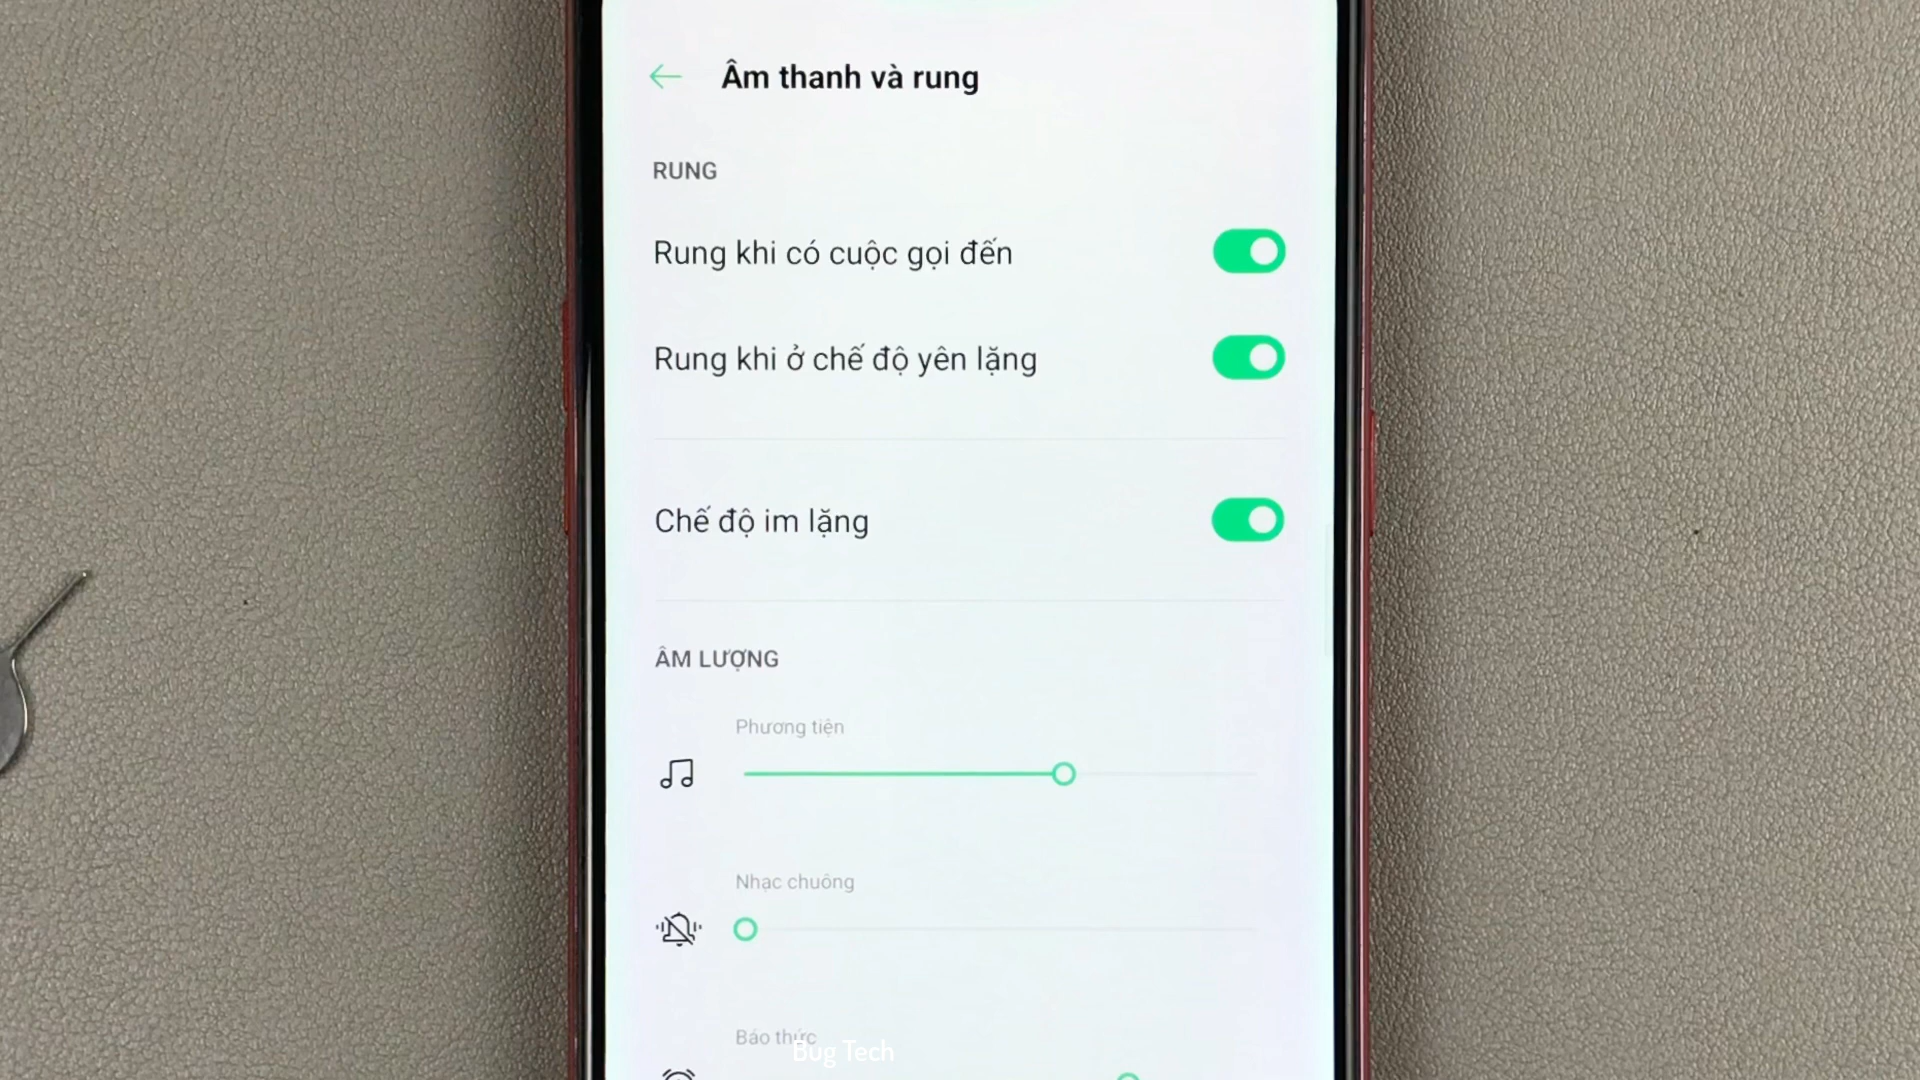 Âm thanh và rung
RUNG
Rung khi có cuộc gọi đến
Rung khi ở chế độ yên lặng
Chế độ im lặng
ÂM LƯỢNG
Phương tiện
Nhạc chuông
Báo thức
Bug Tech